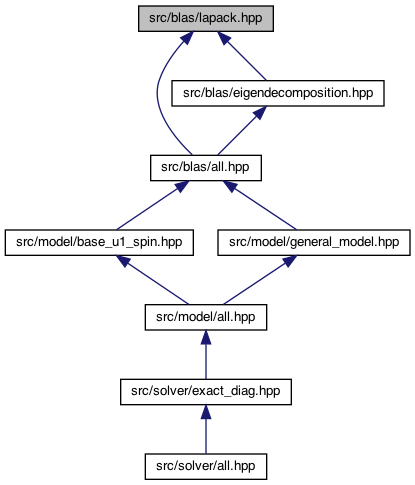 src/blas/lapack.hpp
src/blas/eigendecomposition.hpp
src/blas/all.hpp
src/model/base_u1_spin.hpp
src/model/general_model.hpp
src/model/all.hpp
src/solver/exact_diag.hpp
src/solver/all.hpp